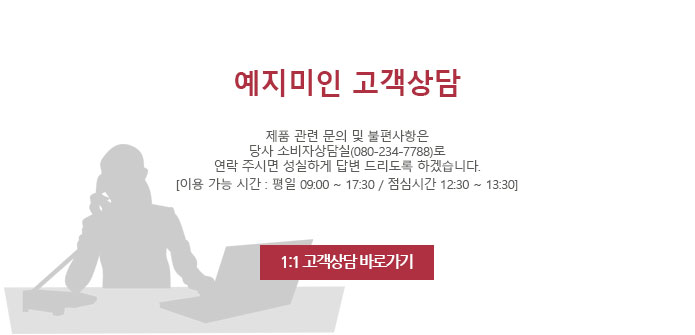 예지미인 고객상담
제품 관련 문의 및 불편사항은
당사 소비자상담실(080-234-7788)로
연락 주시면 성실하게 답변 드리도록 하겠습니다.
[이용 가능 시간 : 평일 09:00 ~ 17:30 / 점심시간 12:30 ~ 13:30]
1:1 고객상담 바로가기